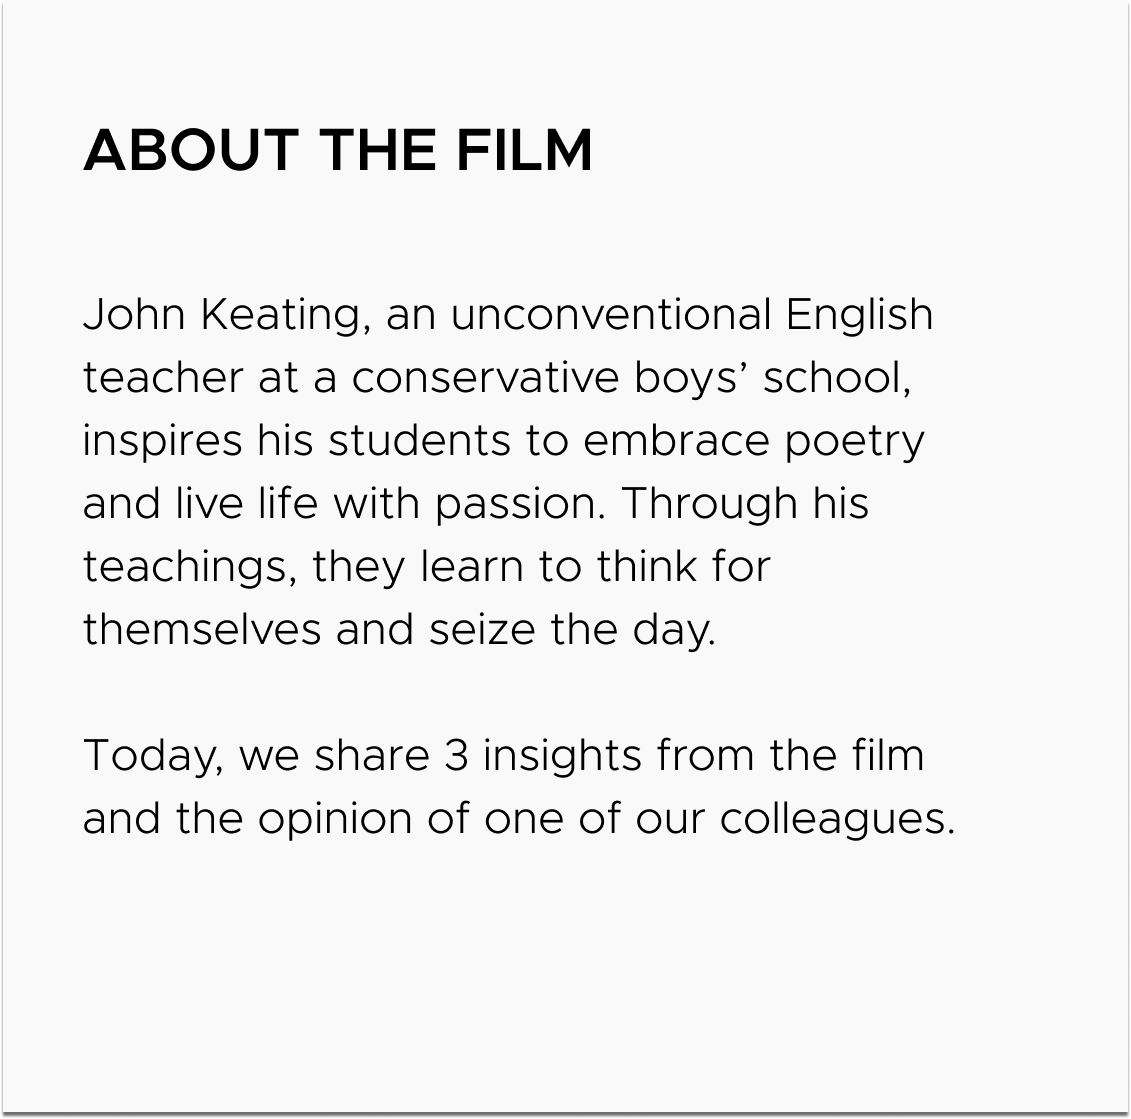 ABOUT THE FILM
John Keating, an unconventional English
teacher at a conservative boys’ school,
inspires his students to embrace poetry
and live life with passion. Through his
teachings, they learn to think for
themselves and seize the day.
Today, we share 3 insights from the film
and the opinion of one of our colleagues.